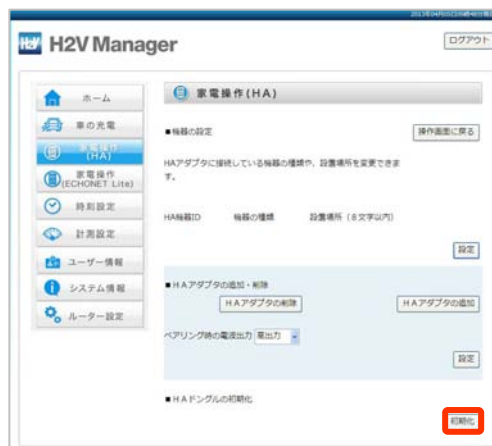 H2V H2V Manager
ログアウト
ホーム
車の充電
家電操作
(HA)
家電操作
(ECHONET Lite)
時刻設定
計測設定
ユーザー情報
システム情報
ルーター設定
家電操作(HA)
■機器の設定
操作画面に戻る
HAアダプタに接続している機器の種類や、設置場所を変更できま
す。
HA機器ID 機器の種類 設置場所（8文字以内）
設定
■HAアダプタの追加・削除
HAアダプタの削除 HAアダプタの追加
ペアリング時の電波出力 高出力
設定
■HAドングルの初期化
初期化